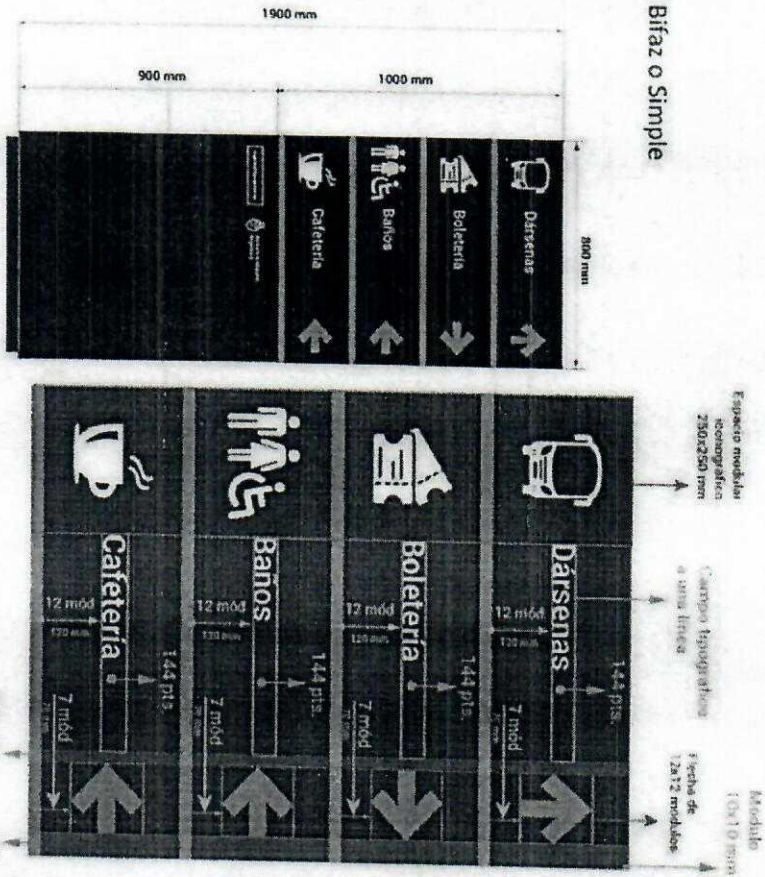 Bifaz o Simple
1900 mm
900 mm
1000 mm
800 mm
Dársenas
Boletería
Baños
Cafetería
Espacio modular
iconográfico
250x250 mm
Campo tipográfico
a una línea
Flecha de
12x12 módulos
Módulo
10x10 mm
Dársenas
144 pts.
12 mód
120 mm
7 mód
Boletería
144 pts.
12 mód
120 mm
7 mód
Baños
144 pts.
12 mód
120 mm
7 mód
Cafetería
144 pts.
12 mód
120 mm
7 mód